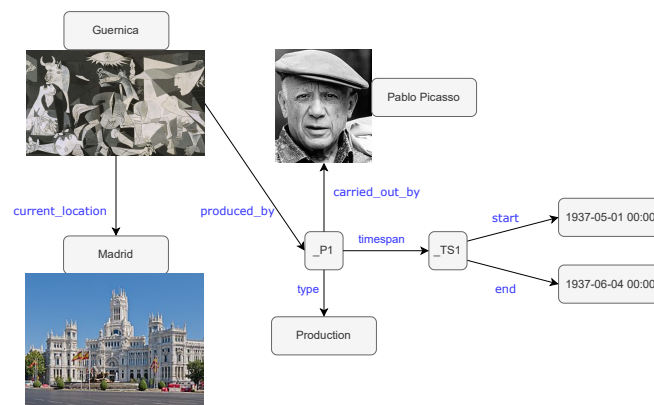 Guernica
Pablo Picasso
current_location
produced_by
carried_out_by
Madrid
_P1
timespan
_TS1
start
1937-05-01 00:00
end
1937-06-04 00:00
type
Production